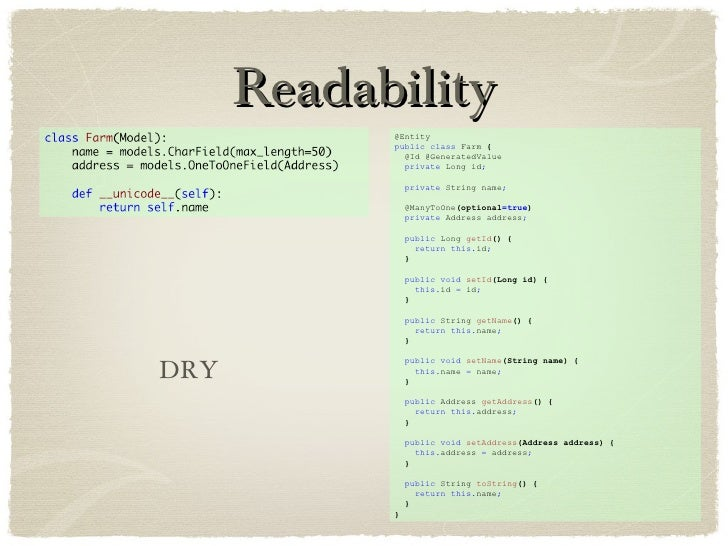 Readability
class Farm(Model):
    name = models.CharField(max_length=50)
    address = models.OneToOneField(Address)
    def __unicode__(self):
        return self.name
DRY
@Entity
public class Farm {
  @Id @GeneratedValue
  private Long id;
  private String name;
  @ManyToOne(optional=true)
  private Address address;
  public Long getId() {
    return this.id;
  }
  public void setId(Long id) {
    this.id = id;
  }
  public String getName() {
    return this.name;
  }
  public void setName(String name) {
    this.name = name;
  }
  public Address getAddress() {
    return this.address;
  }
  public void setAddress(Address address) {
    this.address = address;
  }
  public String toString() {
    return this.name;
  }
}